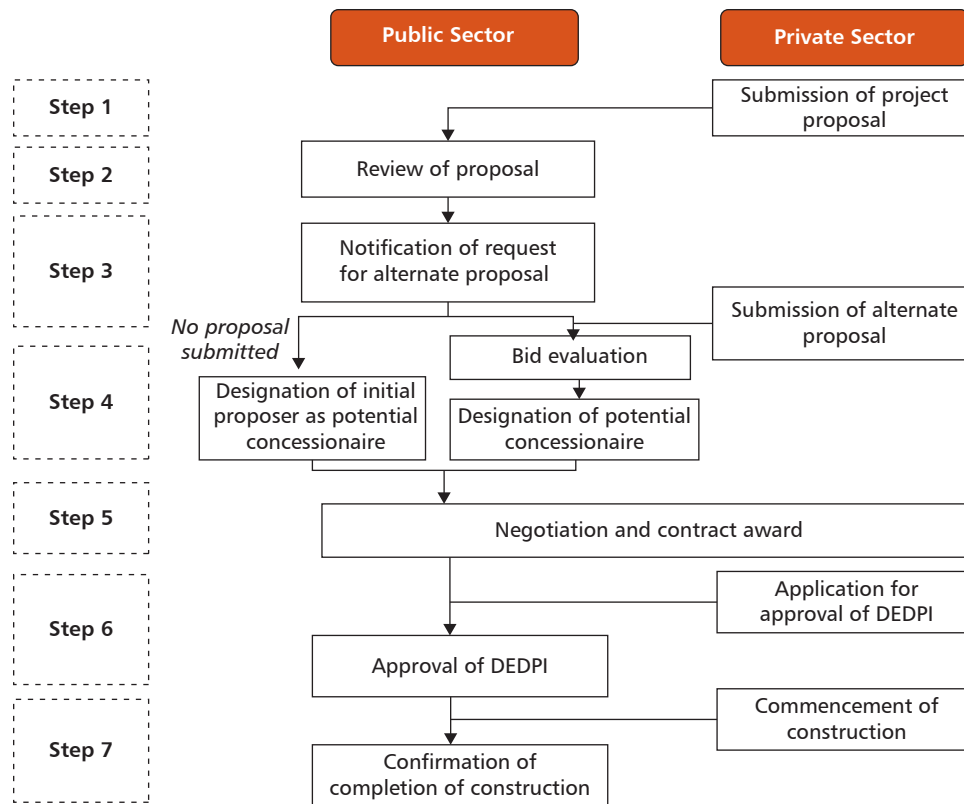 Public Sector
Private Sector
Step 1
Submission of project
proposal
Step 2
Review of proposal
Step 3
Notification of request
for alternate proposal
Submission of alternate
proposal
No proposal
submitted
Step 4
Bid evaluation
Designation of initial
proposer as potential
concessionaire
Designation of potential
concessionaire
Step 5
Negotiation and contract award
Step 6
Application for
approval of DEDPI
Approval of DEDPI
Step 7
Commencement of
construction
Confirmation of
completion of construction